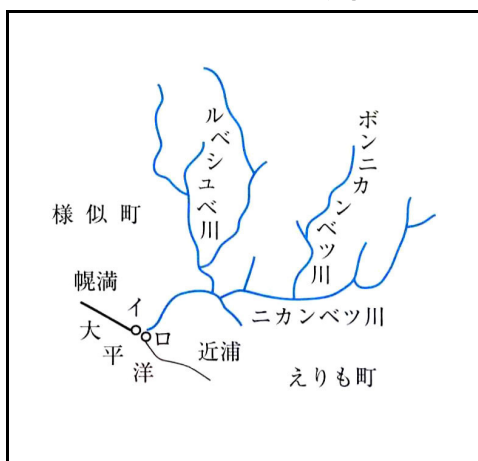 ルベシュベ川
ボンニカンベツ川
様似町
幌満
イ
ロ
大平洋
近浦
ニカンベツ川
えりも町